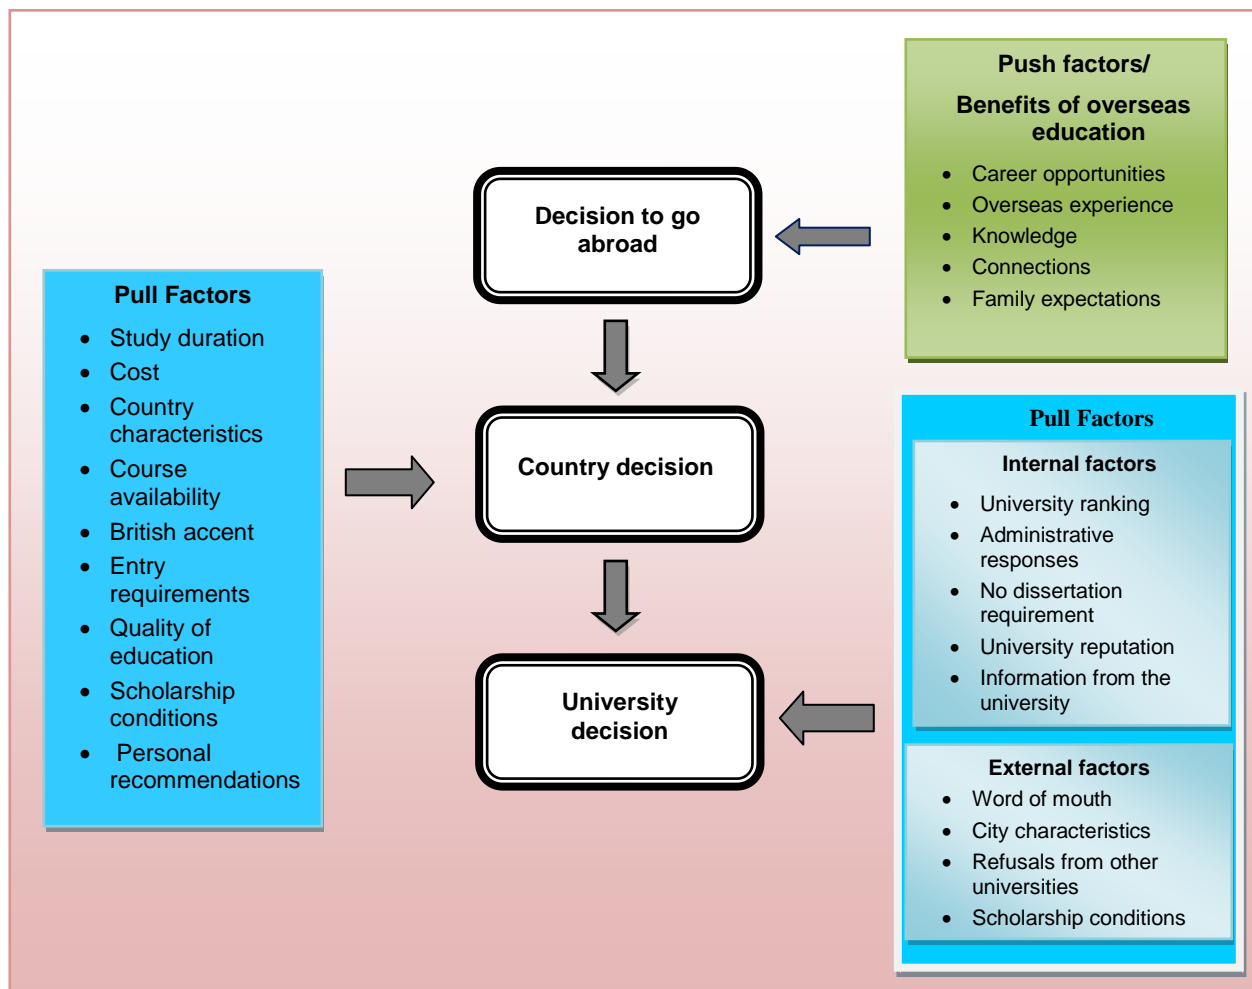 Push factors/
Benefits of overseas
education
• Career opportunities
• Overseas experience
• Knowledge
• Connections
• Family expectations
Decision to go
abroad
Pull Factors
• Study duration
• Cost
• Country
characteristics
• Course
availability
• British accent
• Entry
requirements
• Quality of
education
• Scholarship
conditions
• Personal
recommendations
Country decision
University
decision
Pull Factors
Internal factors
• University ranking
• Administrative
responses
• No dissertation
requirement
• University reputation
• Information from the
university
External factors
• Word of mouth
• City characteristics
• Refusals from other
universities
• Scholarship conditions